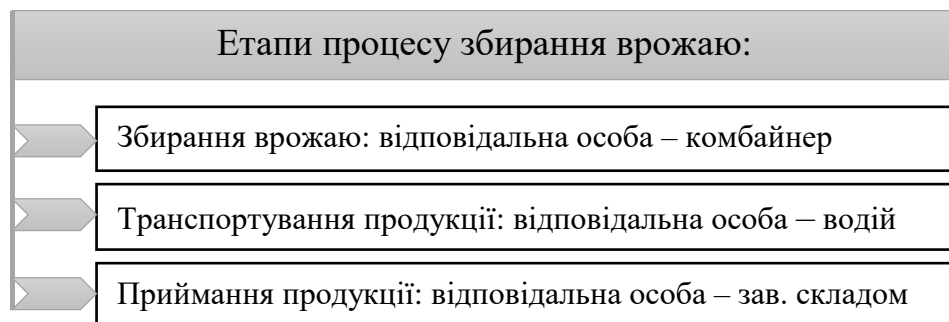 Етапи процесу збирання врожаю:
Збирання врожаю: відповідальна особа – комбайнер
Транспортування продукції: відповідальна особа – водій
Приймання продукції: відповідальна особа – зав. складом